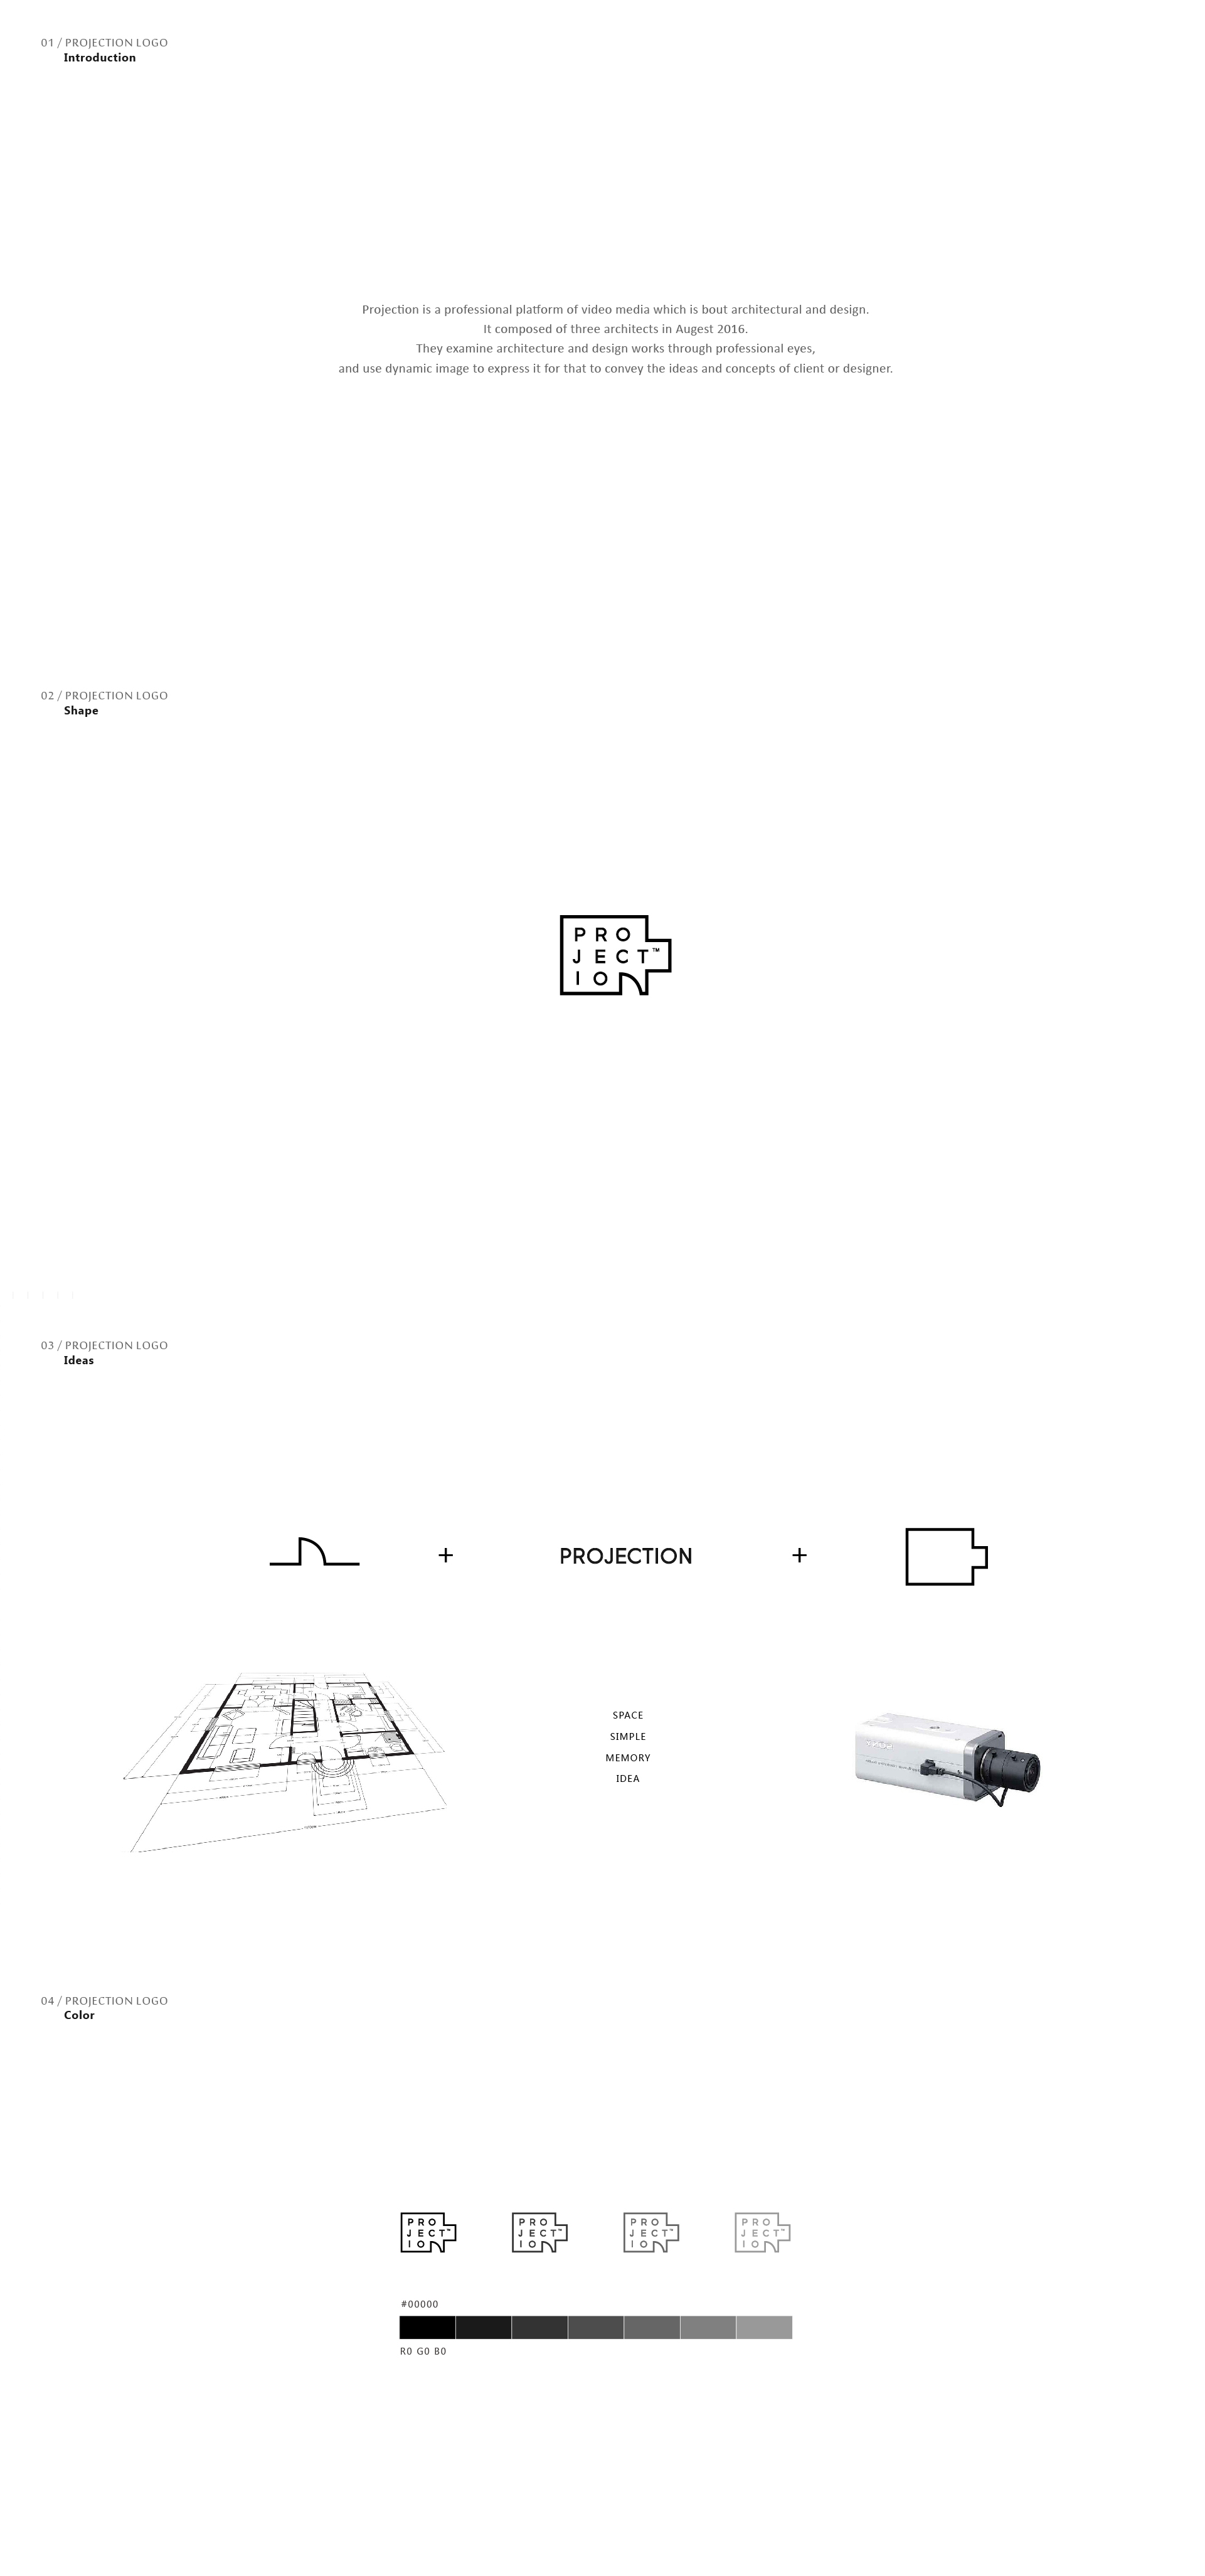 01 / PROJECTION LOGO
Introduction
Projection is a professional platform of video media which is bout architectural and design.
It composed of three architects in Augest 2016.
They examine architecture and design works through professional eyes,
and use dynamic image to express it for that to convey the ideas and concepts of client or designer.
02 / PROJECTION LOGO
Shape
PRO
JECT™
IO
03 / PROJECTION LOGO
Ideas
+ PROJECTION +
SPACE
SIMPLE
MEMORY
IDEA
04 / PROJECTION LOGO
Color
PRO PRO PRO PRO
JECT™ JECT™ JECT™ JECT™
IO IO IO IO
#00000
R0 G0 B0